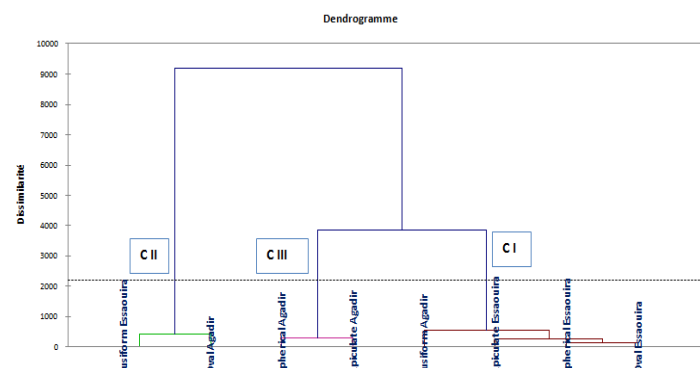 Dendrogramme
10000
9000
8000
7000
6000
5000
4000
3000
2000
1000
0
Dissimilarité
C II
C III
C I
usiform Essaouira
Oval Agadir
pherical Agadir
piculate Agadir
usiform Agadir
piculate Essaouira
pherical Essaouira
Oval Essaouira